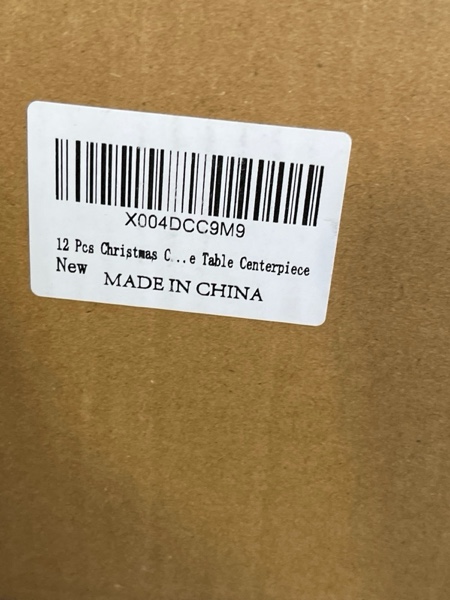 X004DCC9M9
12 Pcs Christmas C...e Table Centerpiece
New
MADE IN CHINA